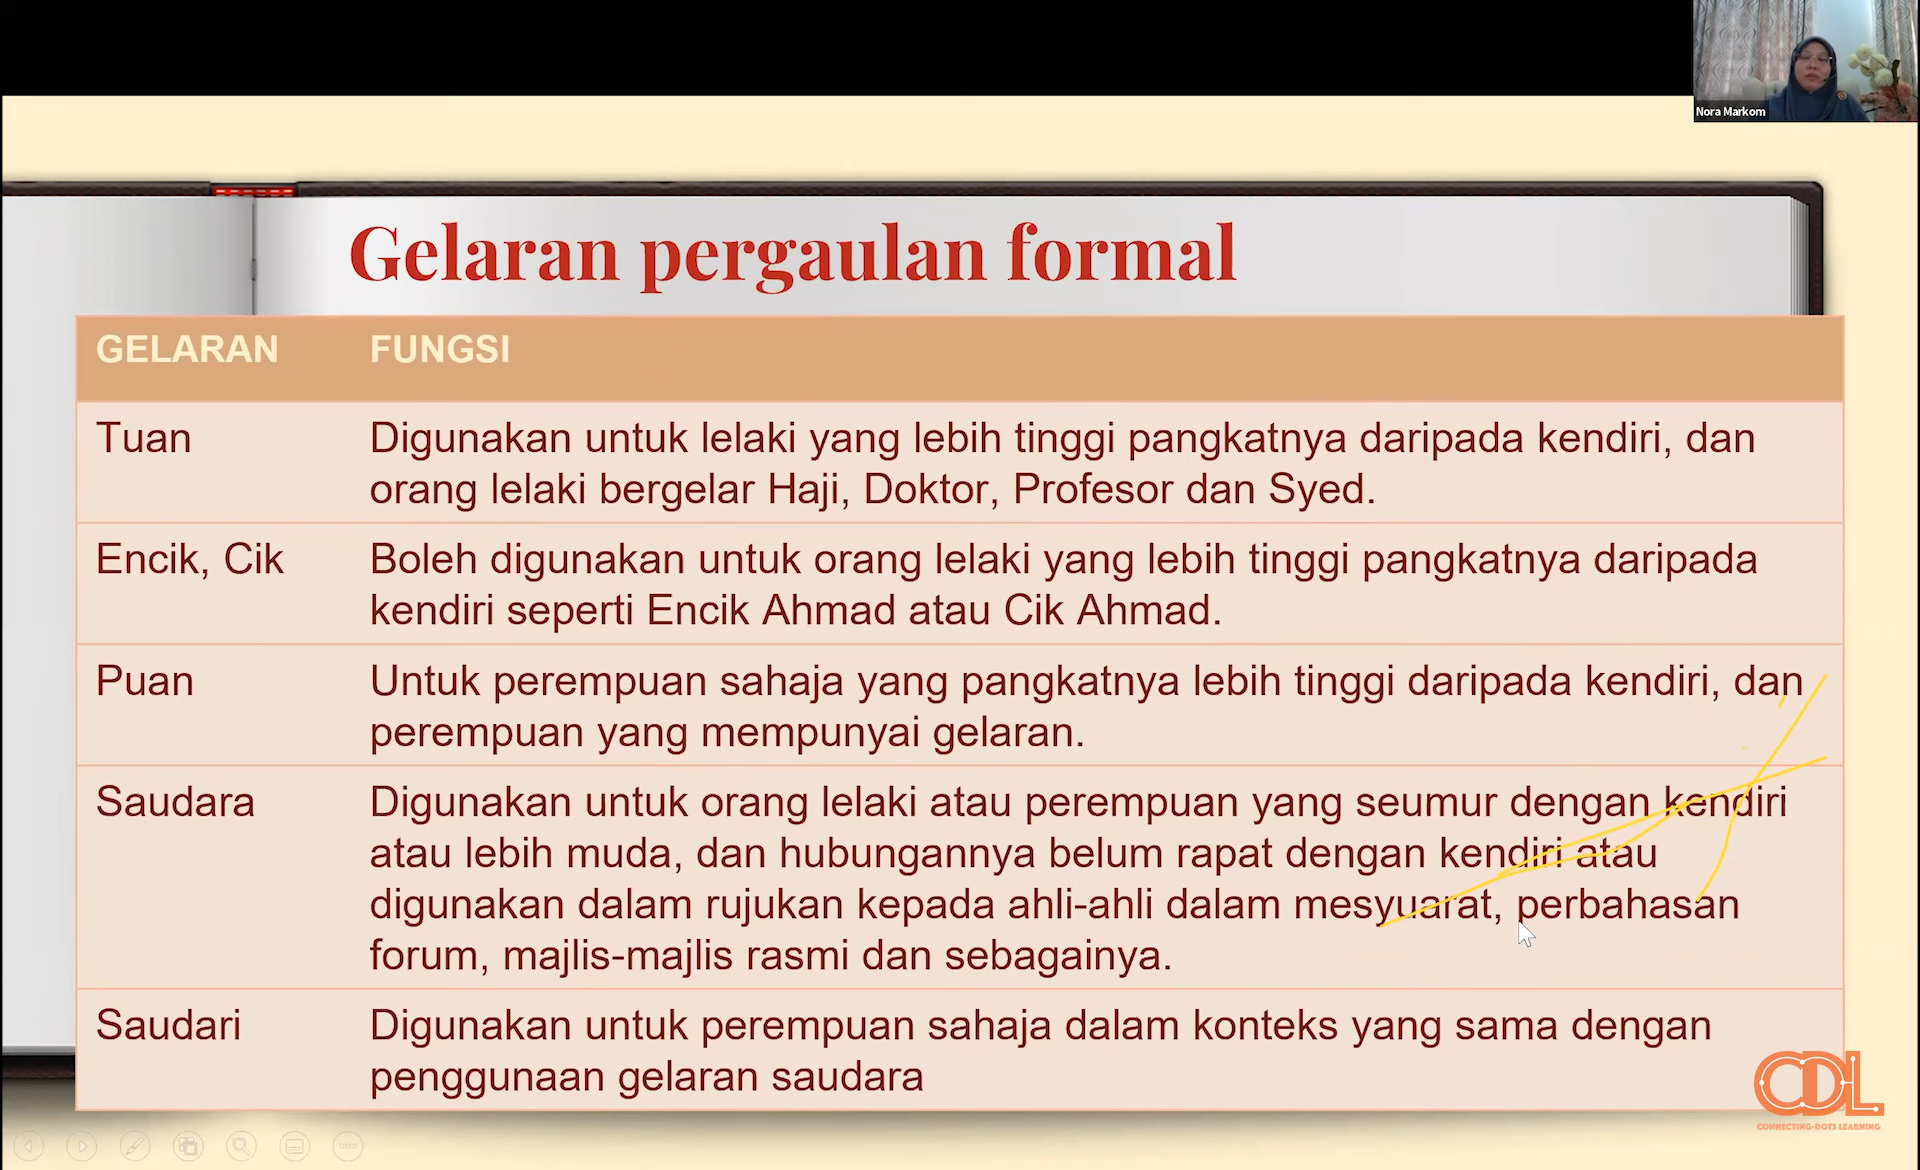 Nora Markom
Gelaran pergaulan formal
GELARAN FUNGSI
Tuan Digunakan untuk lelaki yang lebih tinggi pangkatnya daripada kendiri, dan
orang lelaki bergelar Haji, Doktor, Profesor dan Syed.
Encik, Cik Boleh digunakan untuk orang lelaki yang lebih tinggi pangkatnya daripada
kendiri seperti Encik Ahmad atau Cik Ahmad.
Puan Untuk perempuan sahaja yang pangkatnya lebih tinggi daripada kendiri, dan
perempuan yang mempunyai gelaran.
Saudara Digunakan untuk orang lelaki atau perempuan yang seumur dengan kendiri
atau lebih muda, dan hubungannya belum rapat dengan kendiri atau
digunakan dalam rujukan kepada ahli-ahli dalam mesyuarat, perbahasan
forum, majlis-majlis rasmi dan sebagainya.
Saudari Digunakan untuk perempuan sahaja dalam konteks yang sama dengan
penggunaan gelaran saudara
CDL
CONNECTING-DOTS LEARNING